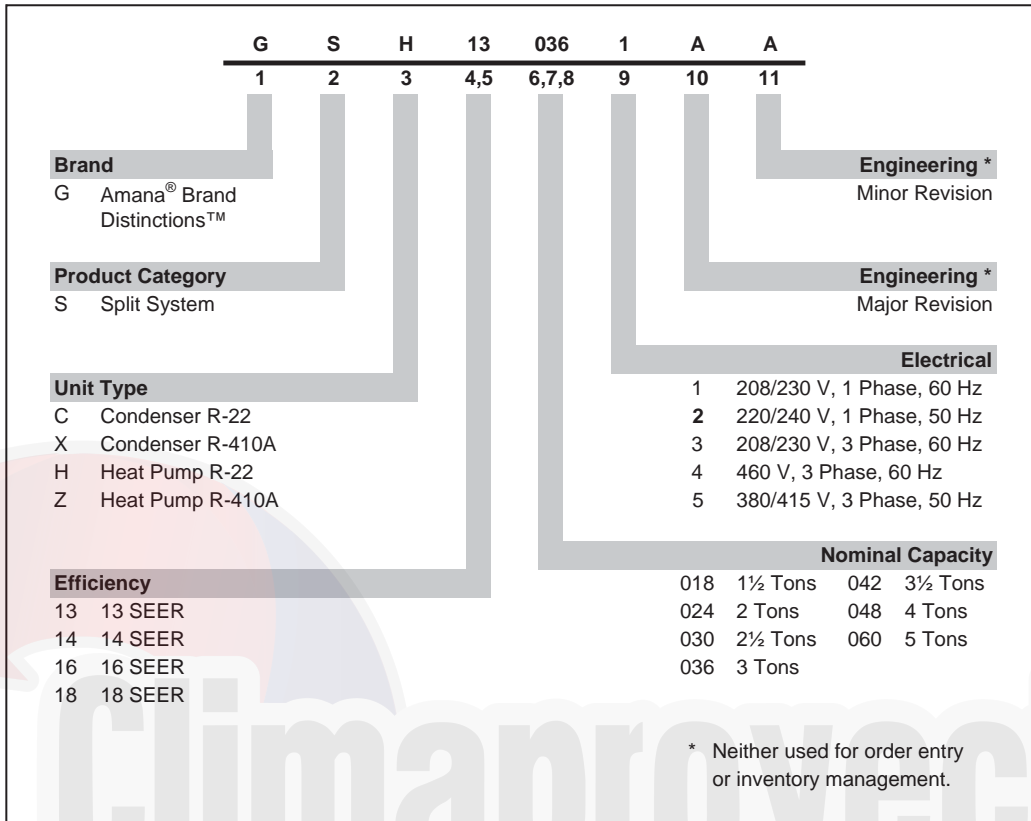 G S H 13 036 1 A A
1 2 3 4,5 6,7,8 9 10 11
Brand
G Amana® Brand
Distinctions™
Product Category
S Split System
Unit Type
C Condenser R-22
X Condenser R-410A
H Heat Pump R-22
Z Heat Pump R-410A
Efficiency
13 13 SEER
14 14 SEER
16 16 SEER
18 18 SEER
Engineering *
Minor Revision
Engineering *
Major Revision
Electrical
1 208/230 V, 1 Phase, 60 Hz
2 220/240 V, 1 Phase, 50 Hz
3 208/230 V, 3 Phase, 60 Hz
4 460 V, 3 Phase, 60 Hz
5 380/415 V, 3 Phase, 50 Hz
Nominal Capacity
018 1½ Tons 042 3½ Tons
024 2 Tons 048 4 Tons
030 2½ Tons 060 5 Tons
036 3 Tons
* Neither used for order entry
or inventory management.